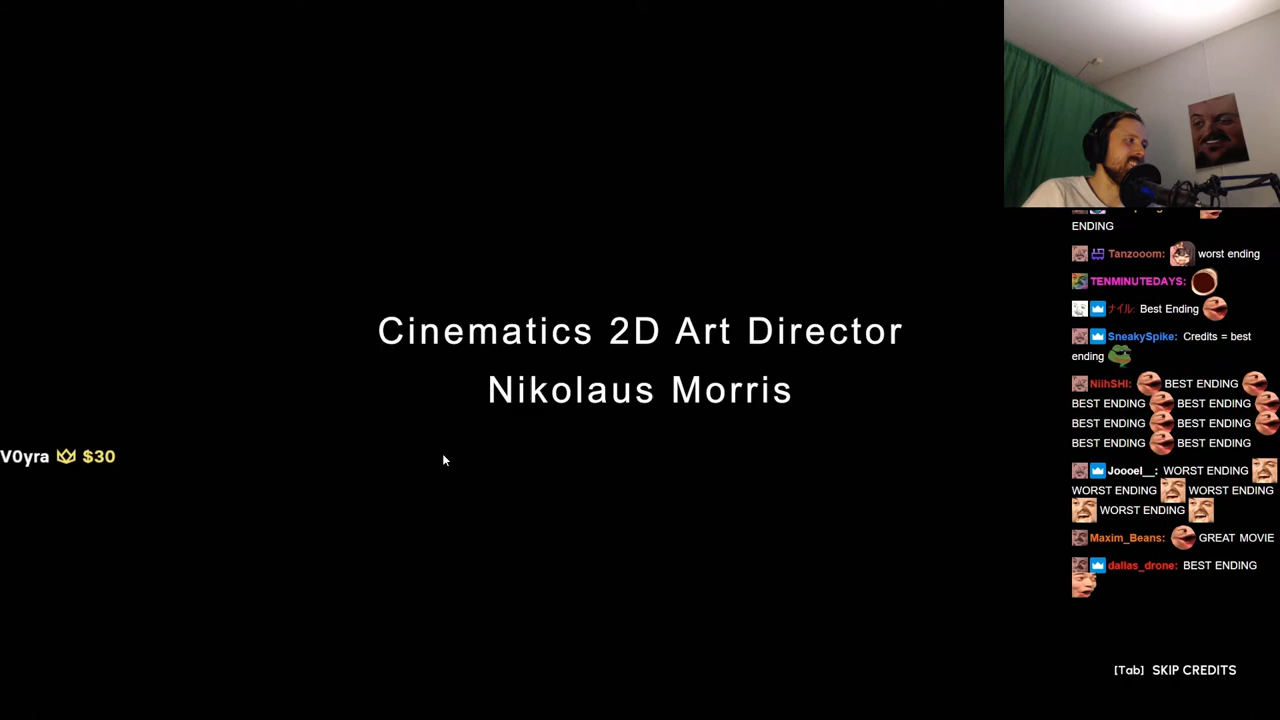 Cinematics 2D Art Director
Nikolaus Morris
V0yra $30
ENDING
Tanzooom: worst ending
TENMINUTEDAYS:
ナイル: Best Ending
SneakySpike: Credits = best
ending
NiihSHI: BEST ENDING
BEST ENDING BEST ENDING
BEST ENDING BEST ENDING
BEST ENDING BEST ENDING
Joooel__: WORST ENDING
WORST ENDING WORST ENDING
WORST ENDING
Maxim_Beans: GREAT MOVIE
dallas_drone: BEST ENDING
[Tab] SKIP CREDITS